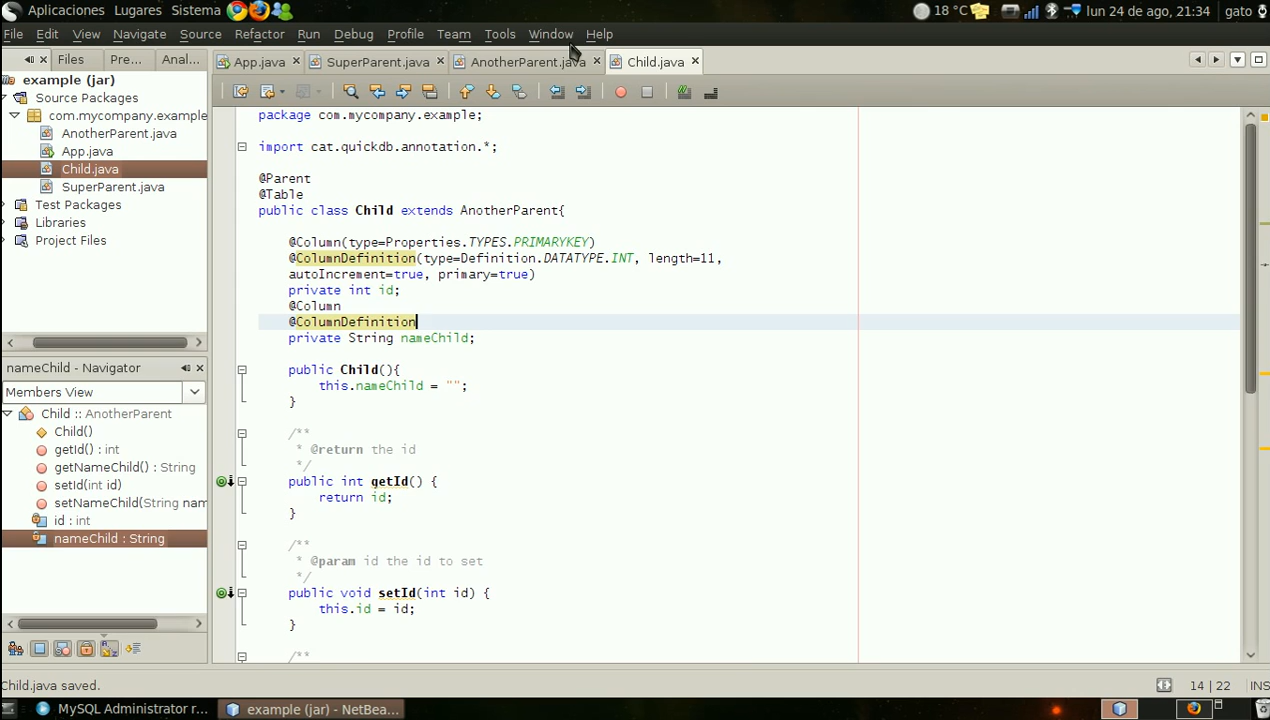 Aplicaciones Lugares Sistema 18 °C lun 24 de ago, 21:34 gato
File Edit View Navigate Source Refactor Run Debug Profile Team Tools Window Help
Files Pre... Anal...
App.java SuperParent.java AnotherParent.java Child.java
example (jar)
Source Packages
com.mycompany.example
AnotherParent.java
App.java
Child.java
SuperParent.java
Test Packages
Libraries
Project Files
nameChild - Navigator
Members View
Child :: AnotherParent
Child()
getId() : int
getNameChild() : String
setId(int id)
setNameChild(String nam
id : int
nameChild : String
package com.mycompany.example;
import cat.quickdb.annotation.*;
@Parent
@Table
public class Child extends AnotherParent{
@Column(type=Properties.TYPES.PRIMARYKEY)
@ColumnDefinition(type=Definition.DATATYPE.INT, length=11,
autoIncrement=true, primary=true)
private int id;
@Column
@ColumnDefinition
private String nameChild;
public Child(){
this.nameChild = "";
}
/**
* @return the id
*/
public int getId() {
return id;
}
/**
* @param id the id to set
*/
public void setId(int id) {
this.id = id;
}
/**
Child.java saved.
14 | 22 INS
MySQL Administrator r... example (jar) - NetBea...